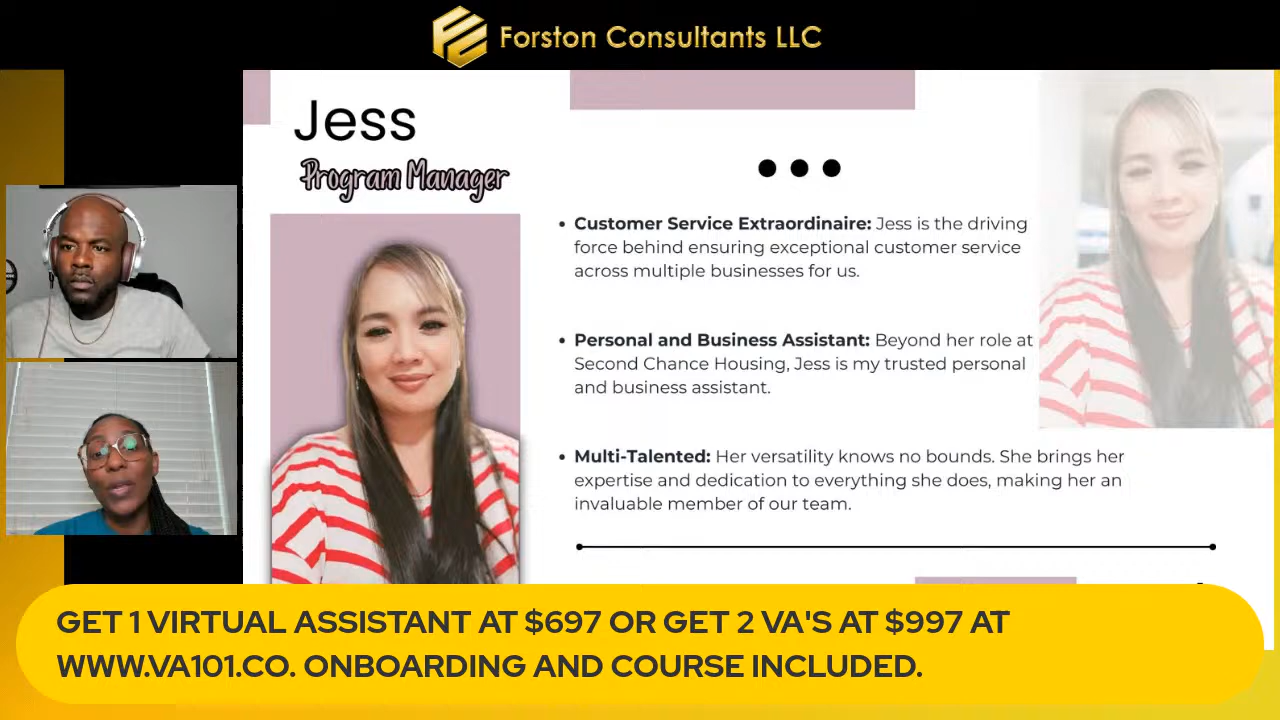 Forston Consultants LLC
Jess
Program Manager
• Customer Service Extraordinaire: Jess is the driving
force behind ensuring exceptional customer service
across multiple businesses for us.
• Personal and Business Assistant: Beyond her role at
Second Chance Housing, Jess is my trusted personal
and business assistant.
• Multi-Talented: Her versatility knows no bounds. She brings her
expertise and dedication to everything she does, making her an
invaluable member of our team.
GET 1 VIRTUAL ASSISTANT AT $697 OR GET 2 VA'S AT $997 AT
WWW.VA101.CO. ONBOARDING AND COURSE INCLUDED.